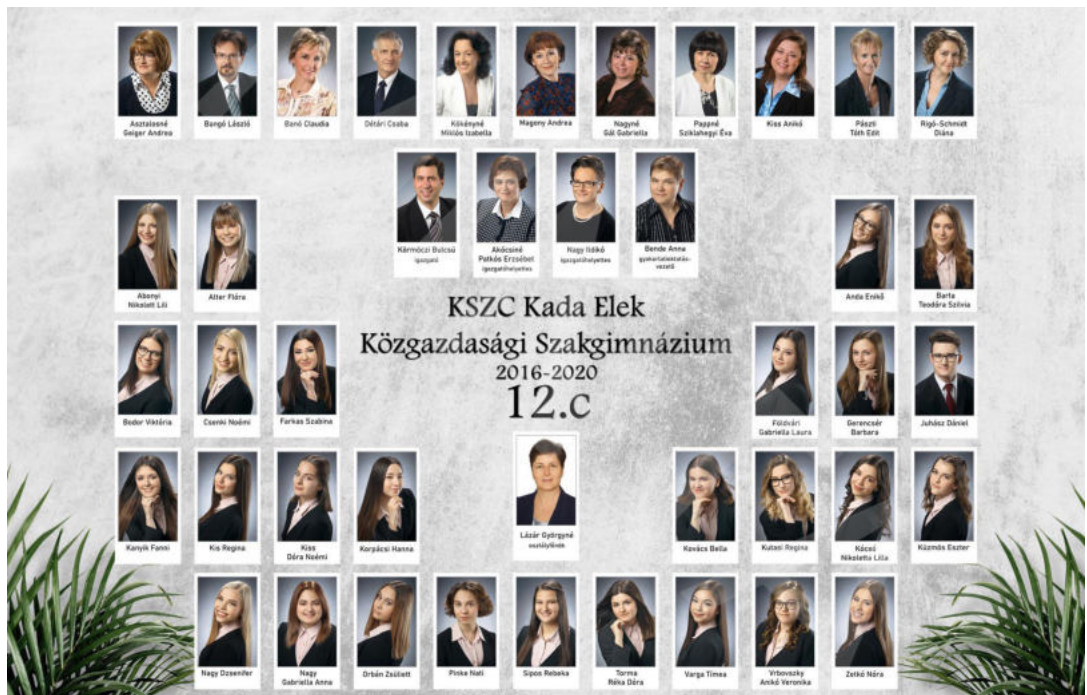 Asztalosné
Geiger Andrea
Bangó László
Banó Claudia
Détári Csaba
Kökényné
Miklós Izabella
Magony Andrea
Nagyné
Gál Gabriella
Pappné
Sziklahegyi Éva
Kiss Anikó
Pászti
Tóth Edit
Rigó-Schmidt
Diána
Kármóczi Bulcsú
igazgató
Akócsiné
Patkós Erzsébet
igazgatóhelyettes
Nagy Ildikó
igazgatóhelyettes
Bende Anna
gyakorlatioktatás-
vezető
Abonyi
Nikolett Lili
Alter Flóra
Anda Enikő
Barta
Teodóra Szilvia
KSZC Kada Elek
Közgazdasági Szakgimnázium
2016-2020
12.c
Bodor Viktória
Csenki Noémi
Farkas Szabina
Földvári
Gabriella Laura
Gerencsér
Barbara
Juhász Dániel
Kanyik Fanni
Kis Regina
Kiss
Dóra Noémi
Korpácsi Hanna
Lázár Györgyné
osztályfőnök
Kovács Bella
Kutasi Regina
Kócsó
Nikoletta Lilla
Küzmös Eszter
Nagy Dzsenifer
Nagy
Gabriella Anna
Orbán Zsüliett
Pinke Nati
Sipos Rebeka
Torma
Réka Dóra
Varga Tímea
Vrbovszky
Anikó Veronika
Zetkó Nóra